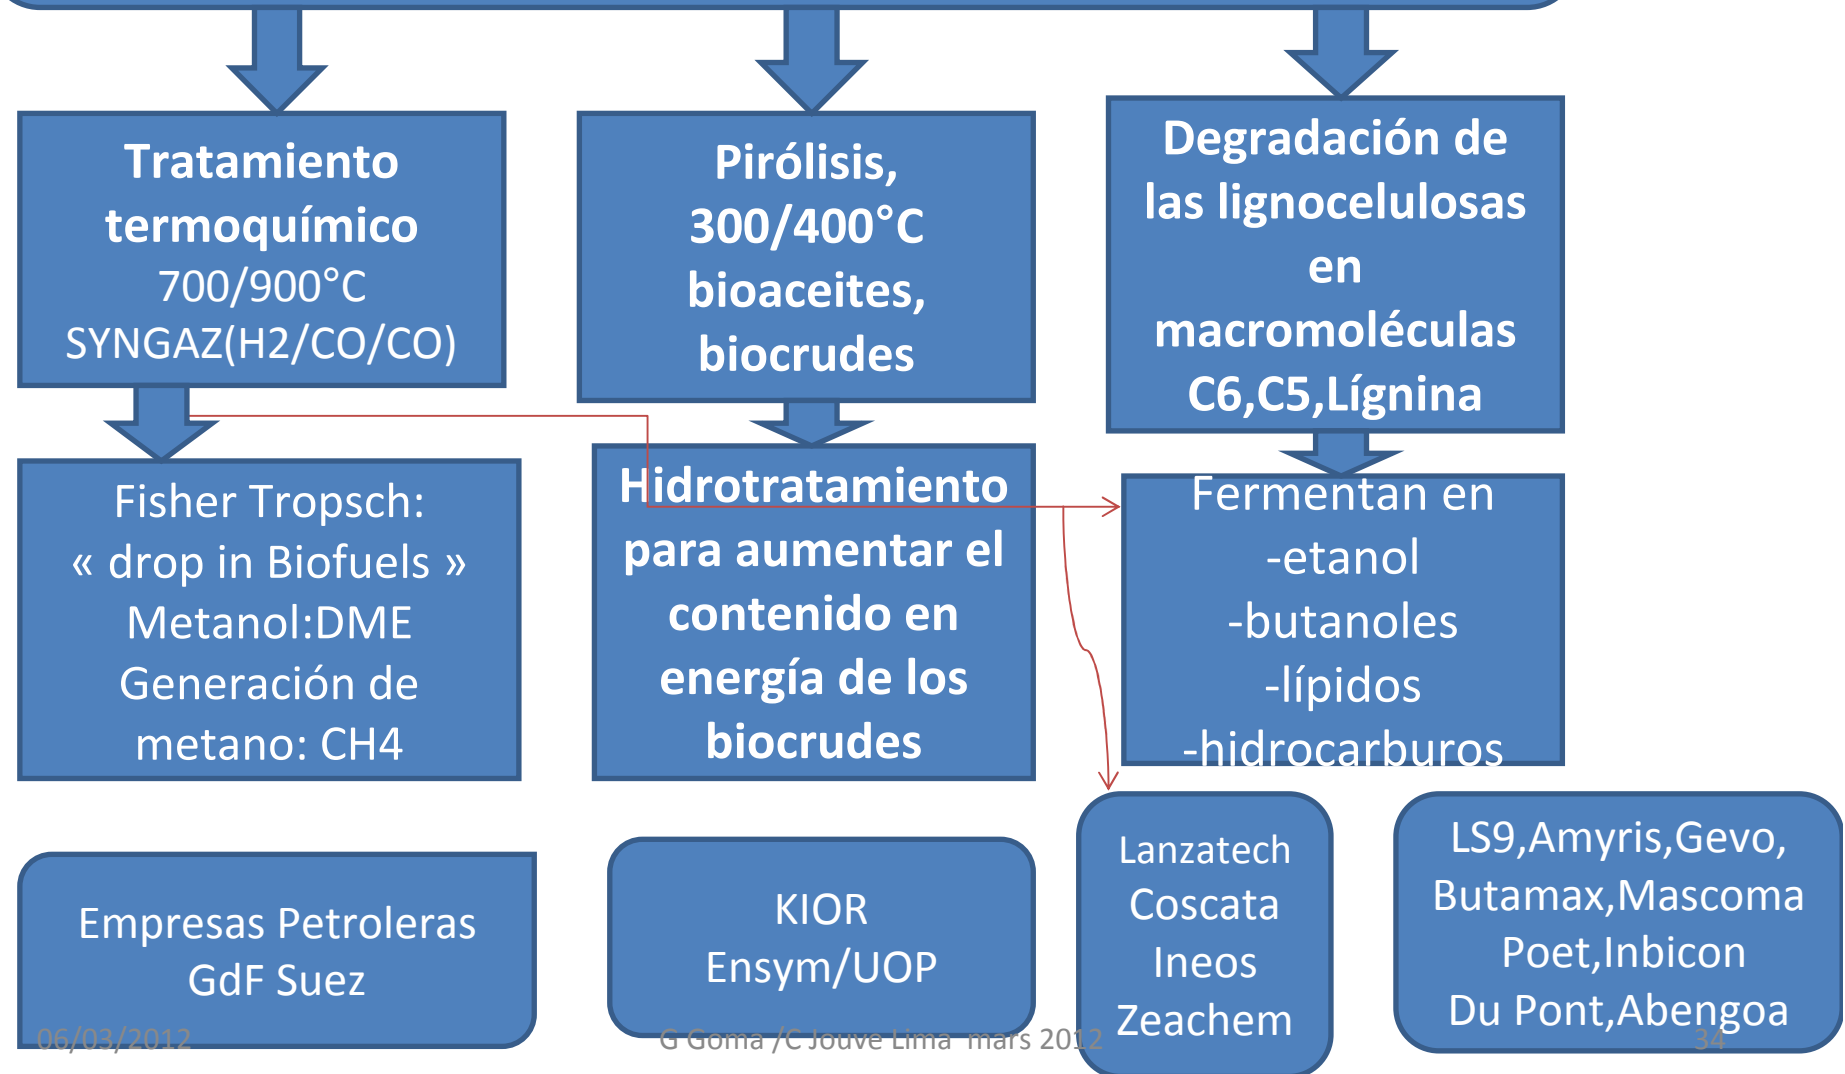 Tratamiento
termoquímico
700/900°C
SYNGAZ(H2/CO/CO)
Pirólisis,
300/400°C
bioaceites,
biocrudes
Degradación de
las lignocelulosas
en
macromoléculas
C6,C5,Lígnina
Fisher Tropsch:
« drop in Biofuels »
Metanol:DME
Generación de
metano: CH4
Hidrotratamiento
para aumentar el
contenido en
energía de los
biocrudes
Fermentan en
-etanol
-butanoles
-lípidos
-hidrocarburos
Empresas Petroleras
GdF Suez
KIOR
Ensym/UOP
Lanzatech
Coscata
Ineos
Zeachem
LS9,Amyris,Gevo,
Butamax,Mascoma
Poet,Inbicon
Du Pont,Abengoa
06/03/2012
G Goma /C Jouve Lima mars 2012
34